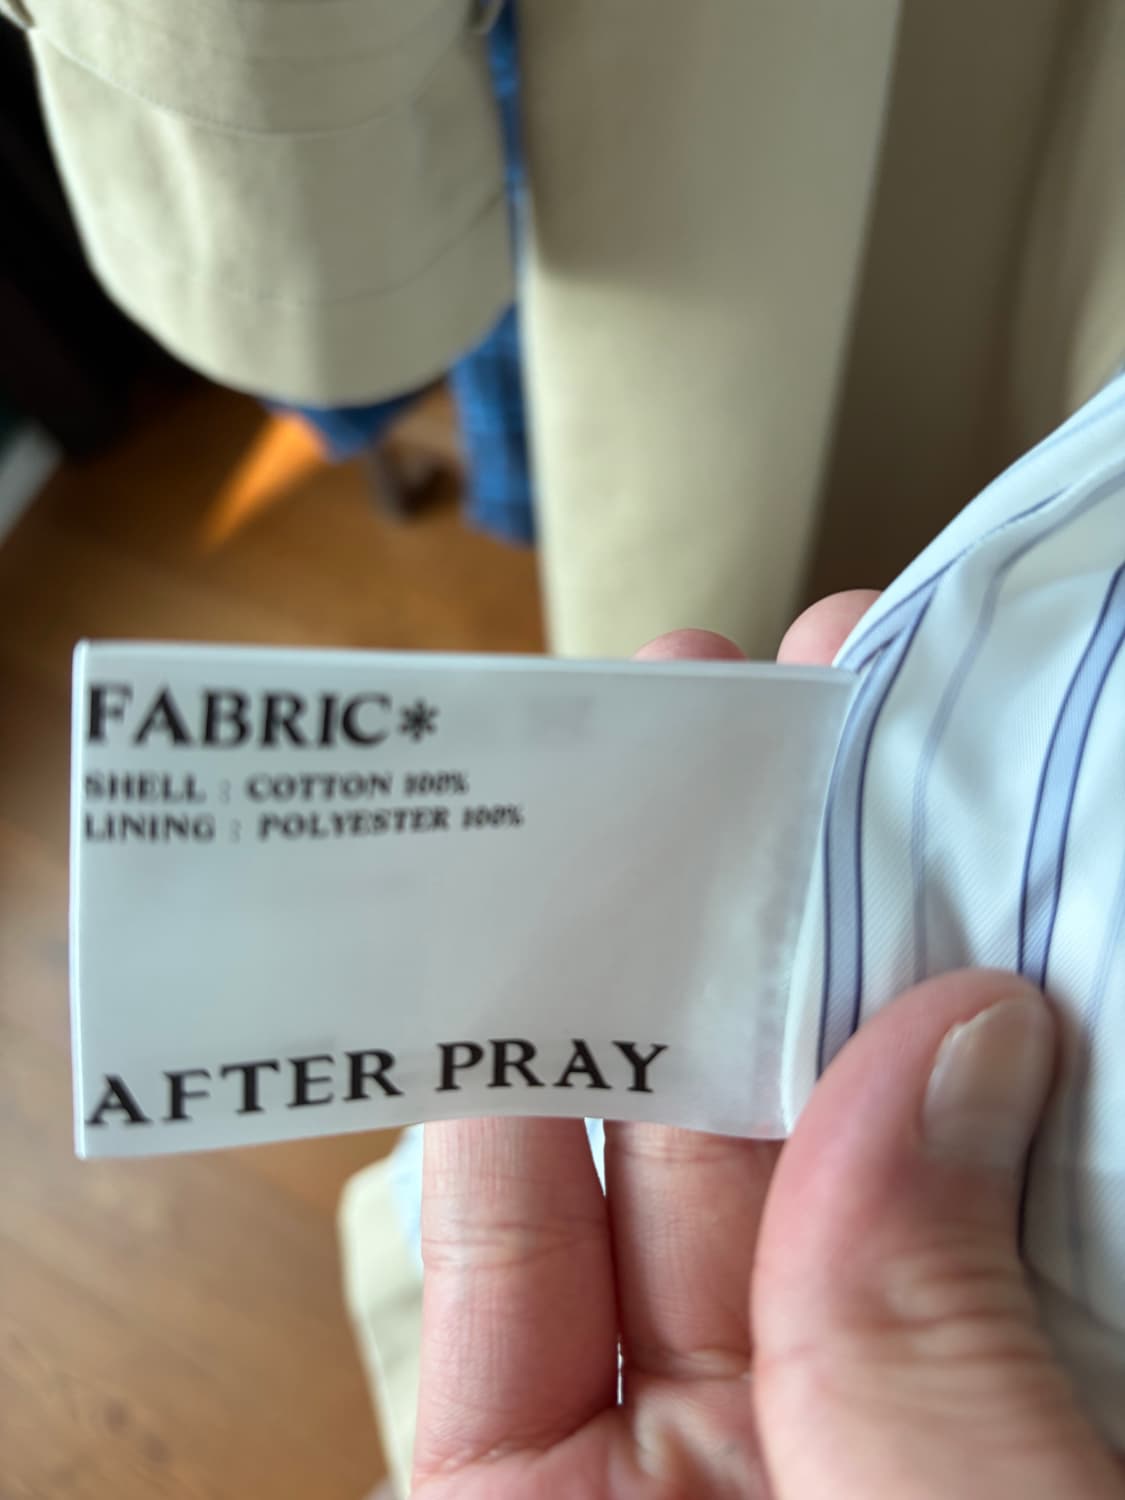 FABRIC*
SHELL : COTTON 100%
LINING : POLYESTER 100%
AFTER PRAY